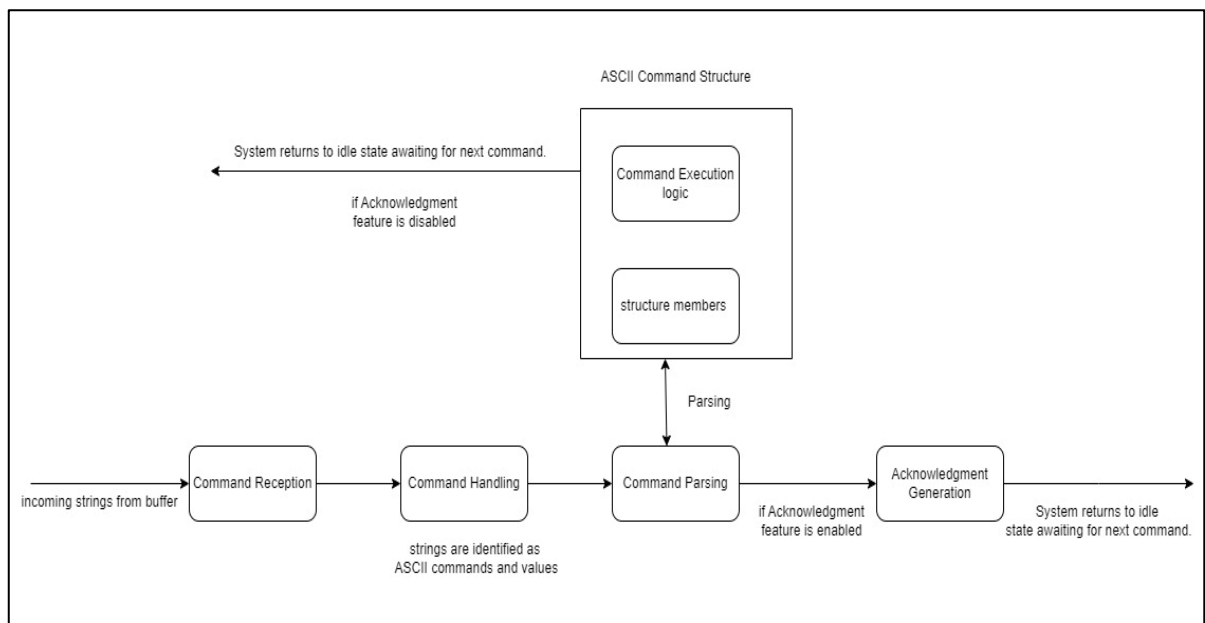 ASCII Command Structure
System returns to idle state awaiting for next command.
if Acknowledgment
feature is disabled
Command Execution
logic
structure members
Parsing
incoming strings from buffer
Command Reception
Command Handling
strings are identified as
ASCII commands and values
Command Parsing
if Acknowledgment
feature is enabled
Acknowledgment
Generation
System returns to idle
state awaiting for next command.